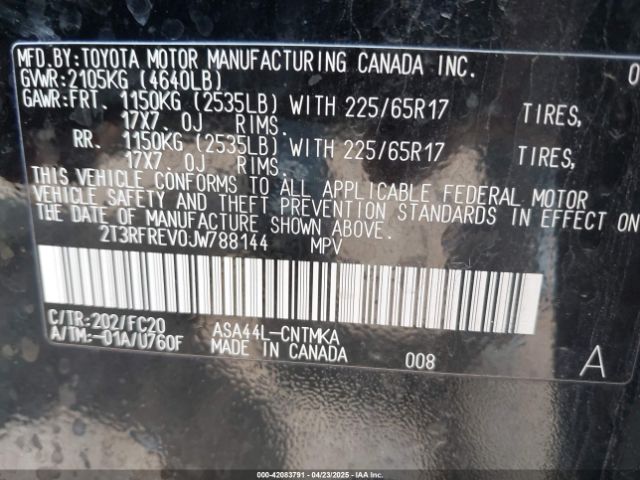 MFD.BY:TOYOTA MOTOR MANUFACTURING CANADA INC. 0
GVWR:2105KG (4640LB)
GAWR:FRT. 1150KG (2535LB) WITH 225/65R17 TIRES,
17X7.0J RIMS.
RR. 1150KG (2535LB) WITH 225/65R17 TIRES,
17X7.0J RIMS.
THIS VEHICLE CONFORMS TO ALL APPLICABLE FEDERAL MOTOR
VEHICLE SAFETY AND THEFT PREVENTION STANDARDS IN EFFECT ON
THE DATE OF MANUFACTURE SHOWN ABOVE.
2T3RFREV0JW788144 MPV
C/TR:202/FC20 ASA44L-CNTMKA
A/TM:-01A/U760F MADE IN CANADA 008 A
000-42083791 - 04/23/2025 - IAA Inc.